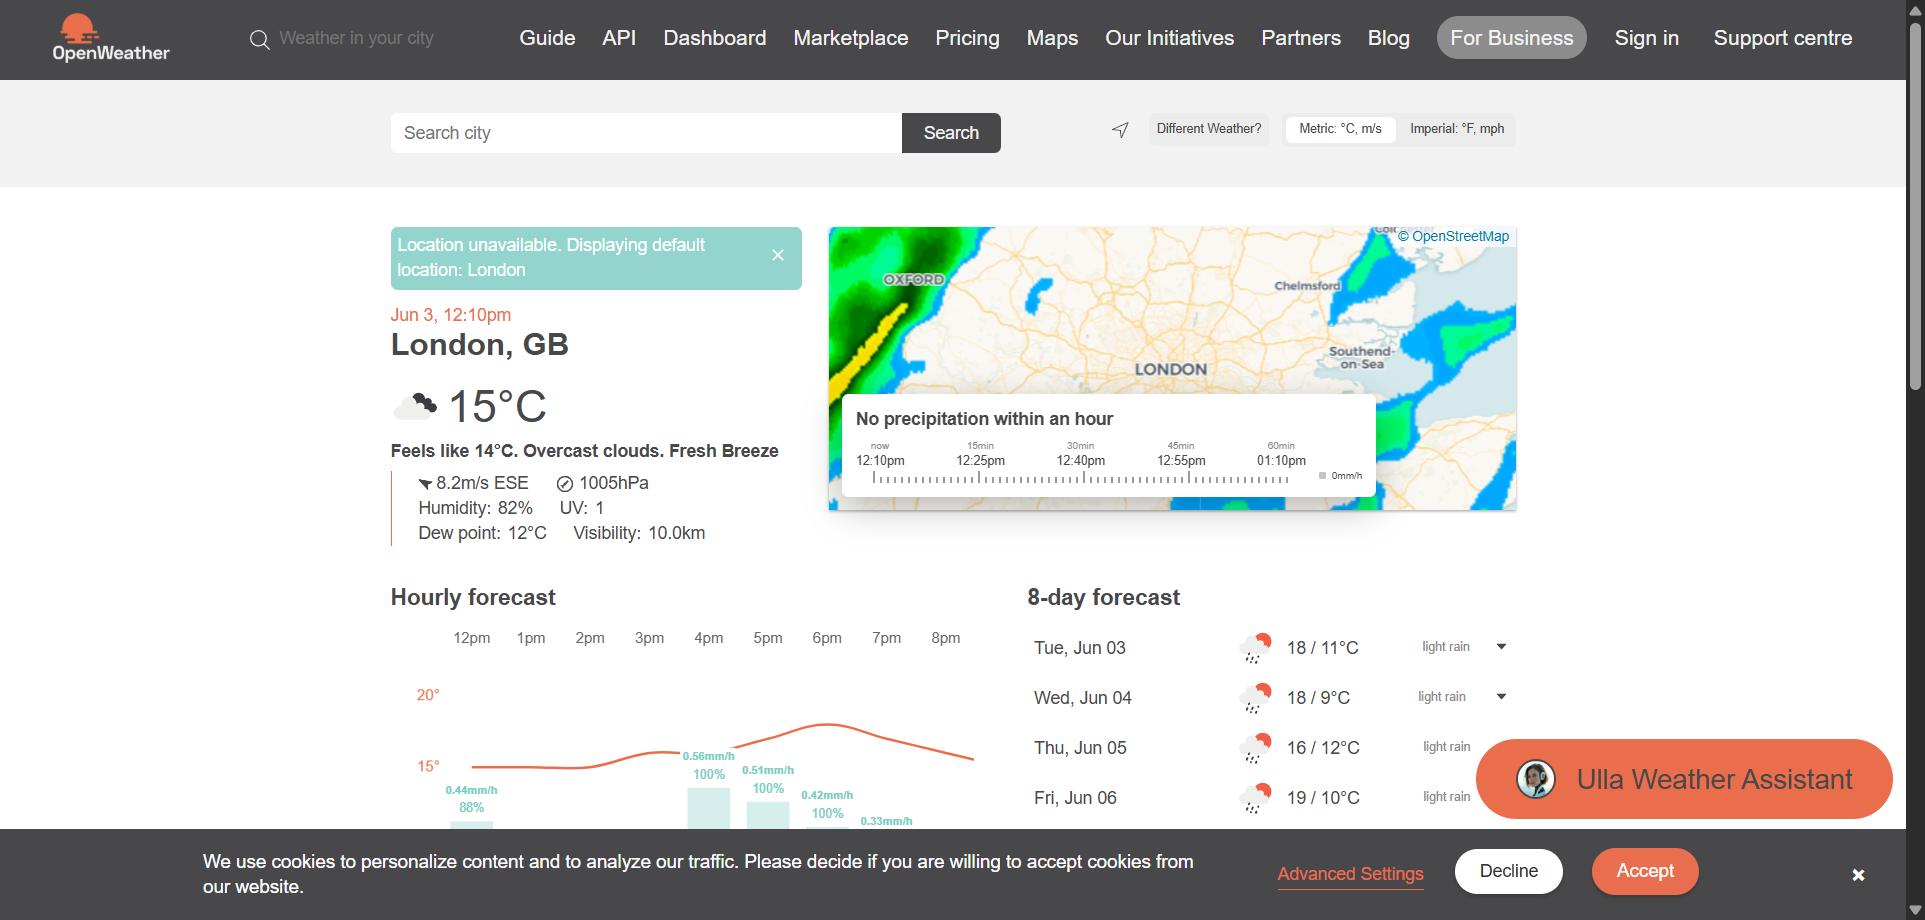 OpenWeather
Weather in your city
Guide
API
Dashboard
Marketplace
Pricing
Maps
Our Initiatives
Partners
Blog
For Business
Sign in
Support centre
Search city
Search
Different Weather?
Metric: °C, m/s
Imperial: °F, mph
Location unavailable. Displaying default
location: London
Jun 3, 12:10pm
London, GB
15°C
Feels like 14°C. Overcast clouds. Fresh Breeze
8.2m/s ESE
1005hPa
Humidity: 82%
UV: 1
Dew point: 12°C
Visibility: 10.0km
© OpenStreetMap
OXFORD
Chelmsford
Southend-
on-Sea
LONDON
No precipitation within an hour
now
15min
30min
45min
60min
12:10pm
12:25pm
12:40pm
12:55pm
01:10pm
0mm/h
Hourly forecast
12pm
1pm
2pm
3pm
4pm
5pm
6pm
7pm
8pm
20°
15°
0.44mm/h
88%
0.56mm/h
100%
0.51mm/h
100%
0.42mm/h
100%
0.33mm/h
8-day forecast
Tue, Jun 03
18 / 11°C
light rain
Wed, Jun 04
18 / 9°C
light rain
Thu, Jun 05
16 / 12°C
light rain
Fri, Jun 06
19 / 10°C
light rain
Ulla Weather Assistant
We use cookies to personalize content and to analyze our traffic. Please decide if you are willing to accept cookies from
our website.
Advanced Settings
Decline
Accept